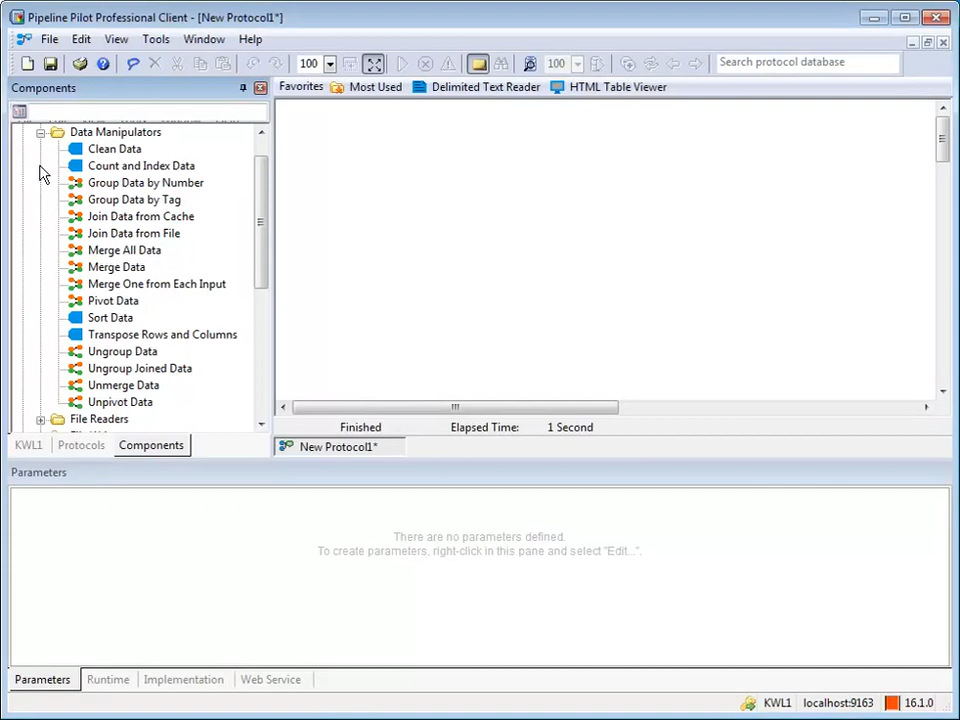 Pipeline Pilot Professional Client - [New Protocol1*]
File Edit View Tools Window Help
100 100 Search protocol database
Components
Favorites Most Used Delimited Text Reader HTML Table Viewer
Data Manipulators
Clean Data
Count and Index Data
Group Data by Number
Group Data by Tag
Join Data from Cache
Join Data from File
Merge All Data
Merge Data
Merge One from Each Input
Pivot Data
Sort Data
Transpose Rows and Columns
Ungroup Data
Ungroup Joined Data
Unmerge Data
Unpivot Data
File Readers
Finished Elapsed Time: 1 Second
KWL1 Protocols Components
New Protocol1*
Parameters
There are no parameters defined.
To create parameters, right-click in this pane and select "Edit...".
Parameters Runtime Implementation Web Service
KWL1 localhost:9163 16.1.0